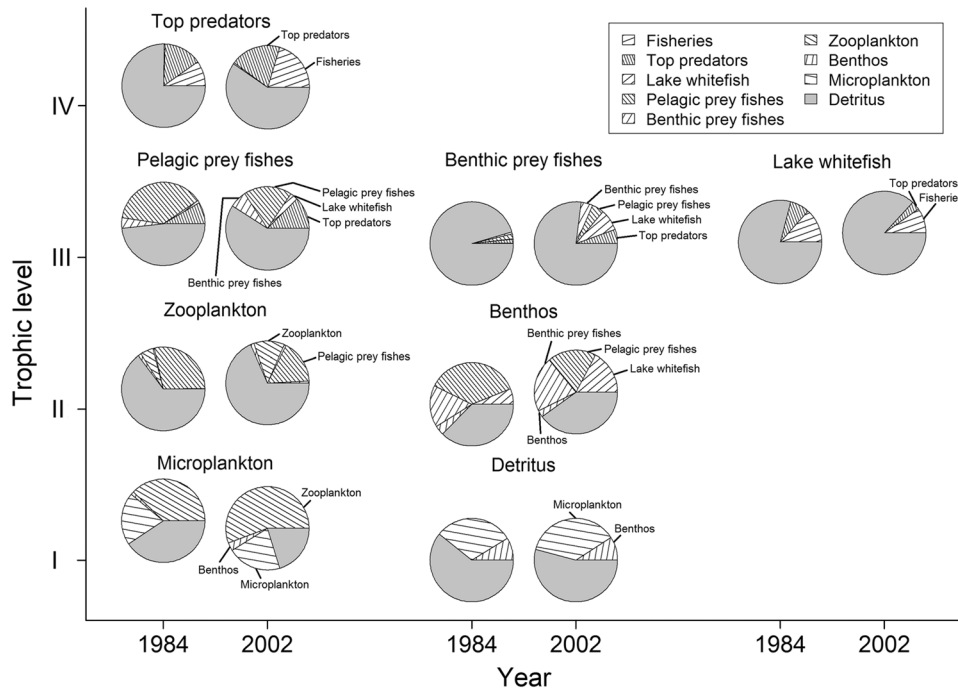 Top predators
Top predators
Fisheries
Fisheries
Top predators
Lake whitefish
Pelagic prey fishes
Benthic prey fishes
Zooplankton
Benthos
Microplankton
Detritus
IV
Pelagic prey fishes
Pelagic prey fishes
Lake whitefish
Top predators
Benthic prey fishes
Benthic prey fishes
Benthic prey fishes
Pelagic prey fishes
Lake whitefish
Top predators
Lake whitefish
Top predators
Fisherie
III
Zooplankton
Zooplankton
Pelagic prey fishes
Benthos
Benthic prey fishes
Pelagic prey fishes
Lake whitefish
Benthos
II
Microplankton
Zooplankton
Benthos
Microplankton
Detritus
Microplankton
Benthos
I
Trophic level
1984 2002 1984 2002 1984 2002
Year